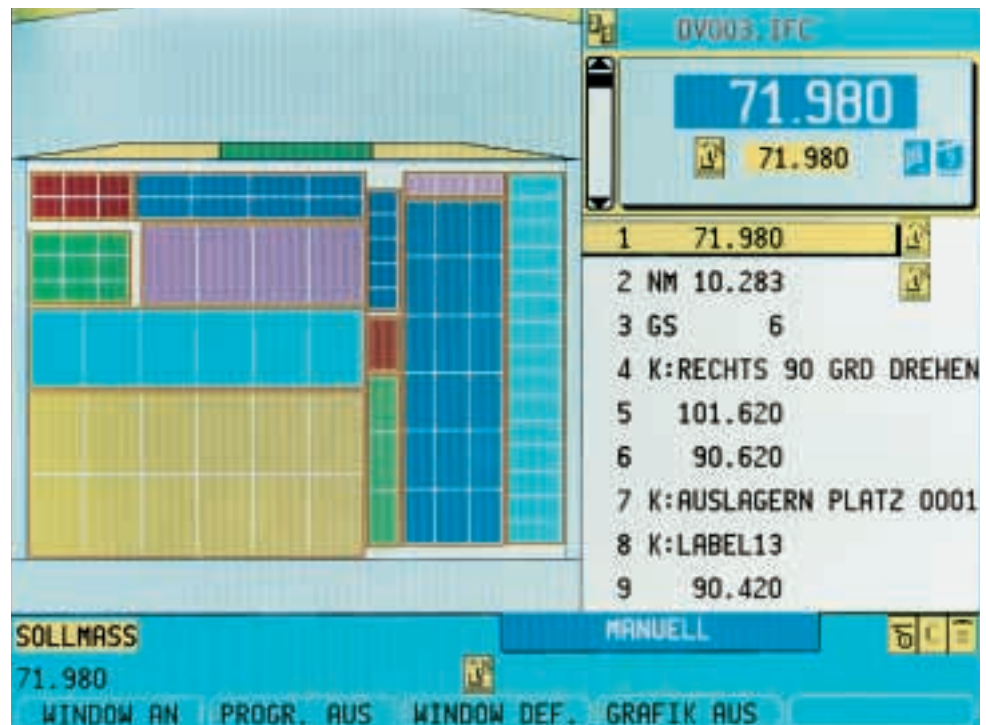 DV003.IFC
71.980
71.980
1 71.980
2 NM 10.283
3 GS 6
4 K:RECHTS 90 GRD DREHEN
5 101.620
6 90.620
7 K:AUSLAGERN PLATZ 0001
8 K:LABEL13
9 90.420
SOLLMASS
MANUELL
71.980
WINDOW AN PROGR. AUS WINDOW DEF. GRAFIK AUS